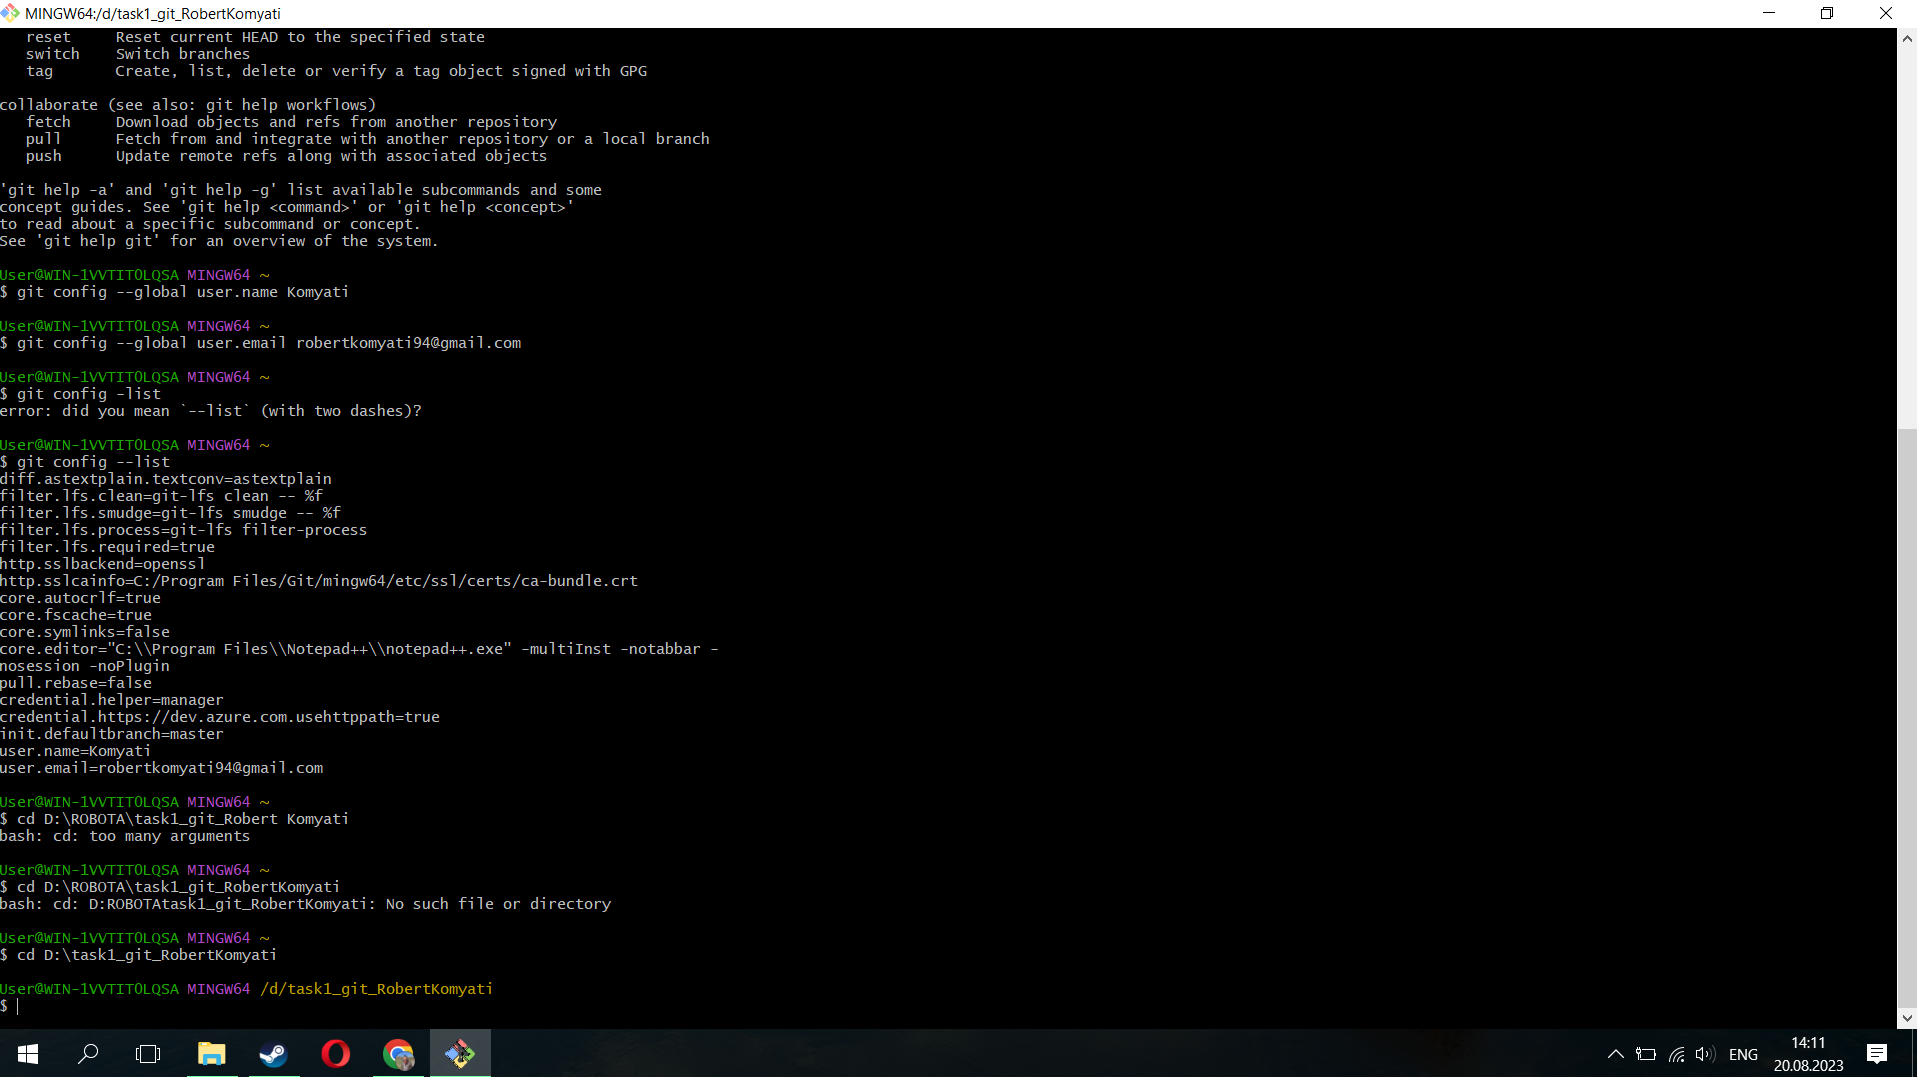 MINGW64:/d/task1_git_RobertKomyati
reset     Reset current HEAD to the specified state
switch    Switch branches
tag       Create, list, delete or verify a tag object signed with GPG
collaborate (see also: git help workflows)
fetch     Download objects and refs from another repository
pull      Fetch from and integrate with another repository or a local branch
push      Update remote refs along with associated objects
'git help -a' and 'git help -g' list available subcommands and some
concept guides. See 'git help <command>' or 'git help <concept>'
to read about a specific subcommand or concept.
See 'git help git' for an overview of the system.
User@WIN-1VVTIT0LQSA MINGW64 ~
$ git config --global user.name Komyati
User@WIN-1VVTIT0LQSA MINGW64 ~
$ git config --global user.email robertkomyati94@gmail.com
User@WIN-1VVTIT0LQSA MINGW64 ~
$ git config -list
error: did you mean `--list` (with two dashes)?
User@WIN-1VVTIT0LQSA MINGW64 ~
$ git config --list
diff.astextplain.textconv=astextplain
filter.lfs.clean=git-lfs clean -- %f
filter.lfs.smudge=git-lfs smudge -- %f
filter.lfs.process=git-lfs filter-process
filter.lfs.required=true
http.sslbackend=openssl
http.sslcainfo=C:/Program Files/Git/mingw64/etc/ssl/certs/ca-bundle.crt
core.autocrlf=true
core.fscache=true
core.symlinks=false
core.editor="C:\\Program Files\\Notepad++\\notepad++.exe" -multiInst -notabbar -
nosession -noPlugin
pull.rebase=false
credential.helper=manager
credential.https://dev.azure.com.usehttppath=true
init.defaultbranch=master
user.name=Komyati
user.email=robertkomyati94@gmail.com
User@WIN-1VVTIT0LQSA MINGW64 ~
$ cd D:\ROBOTA\task1_git_Robert Komyati
bash: cd: too many arguments
User@WIN-1VVTIT0LQSA MINGW64 ~
$ cd D:\ROBOTA\task1_git_RobertKomyati
bash: cd: D:ROBOTAtask1_git_RobertKomyati: No such file or directory
User@WIN-1VVTIT0LQSA MINGW64 ~
$ cd D:\task1_git_RobertKomyati
User@WIN-1VVTIT0LQSA MINGW64 /d/task1_git_RobertKomyati
$
ENG
14:11
20.08.2023